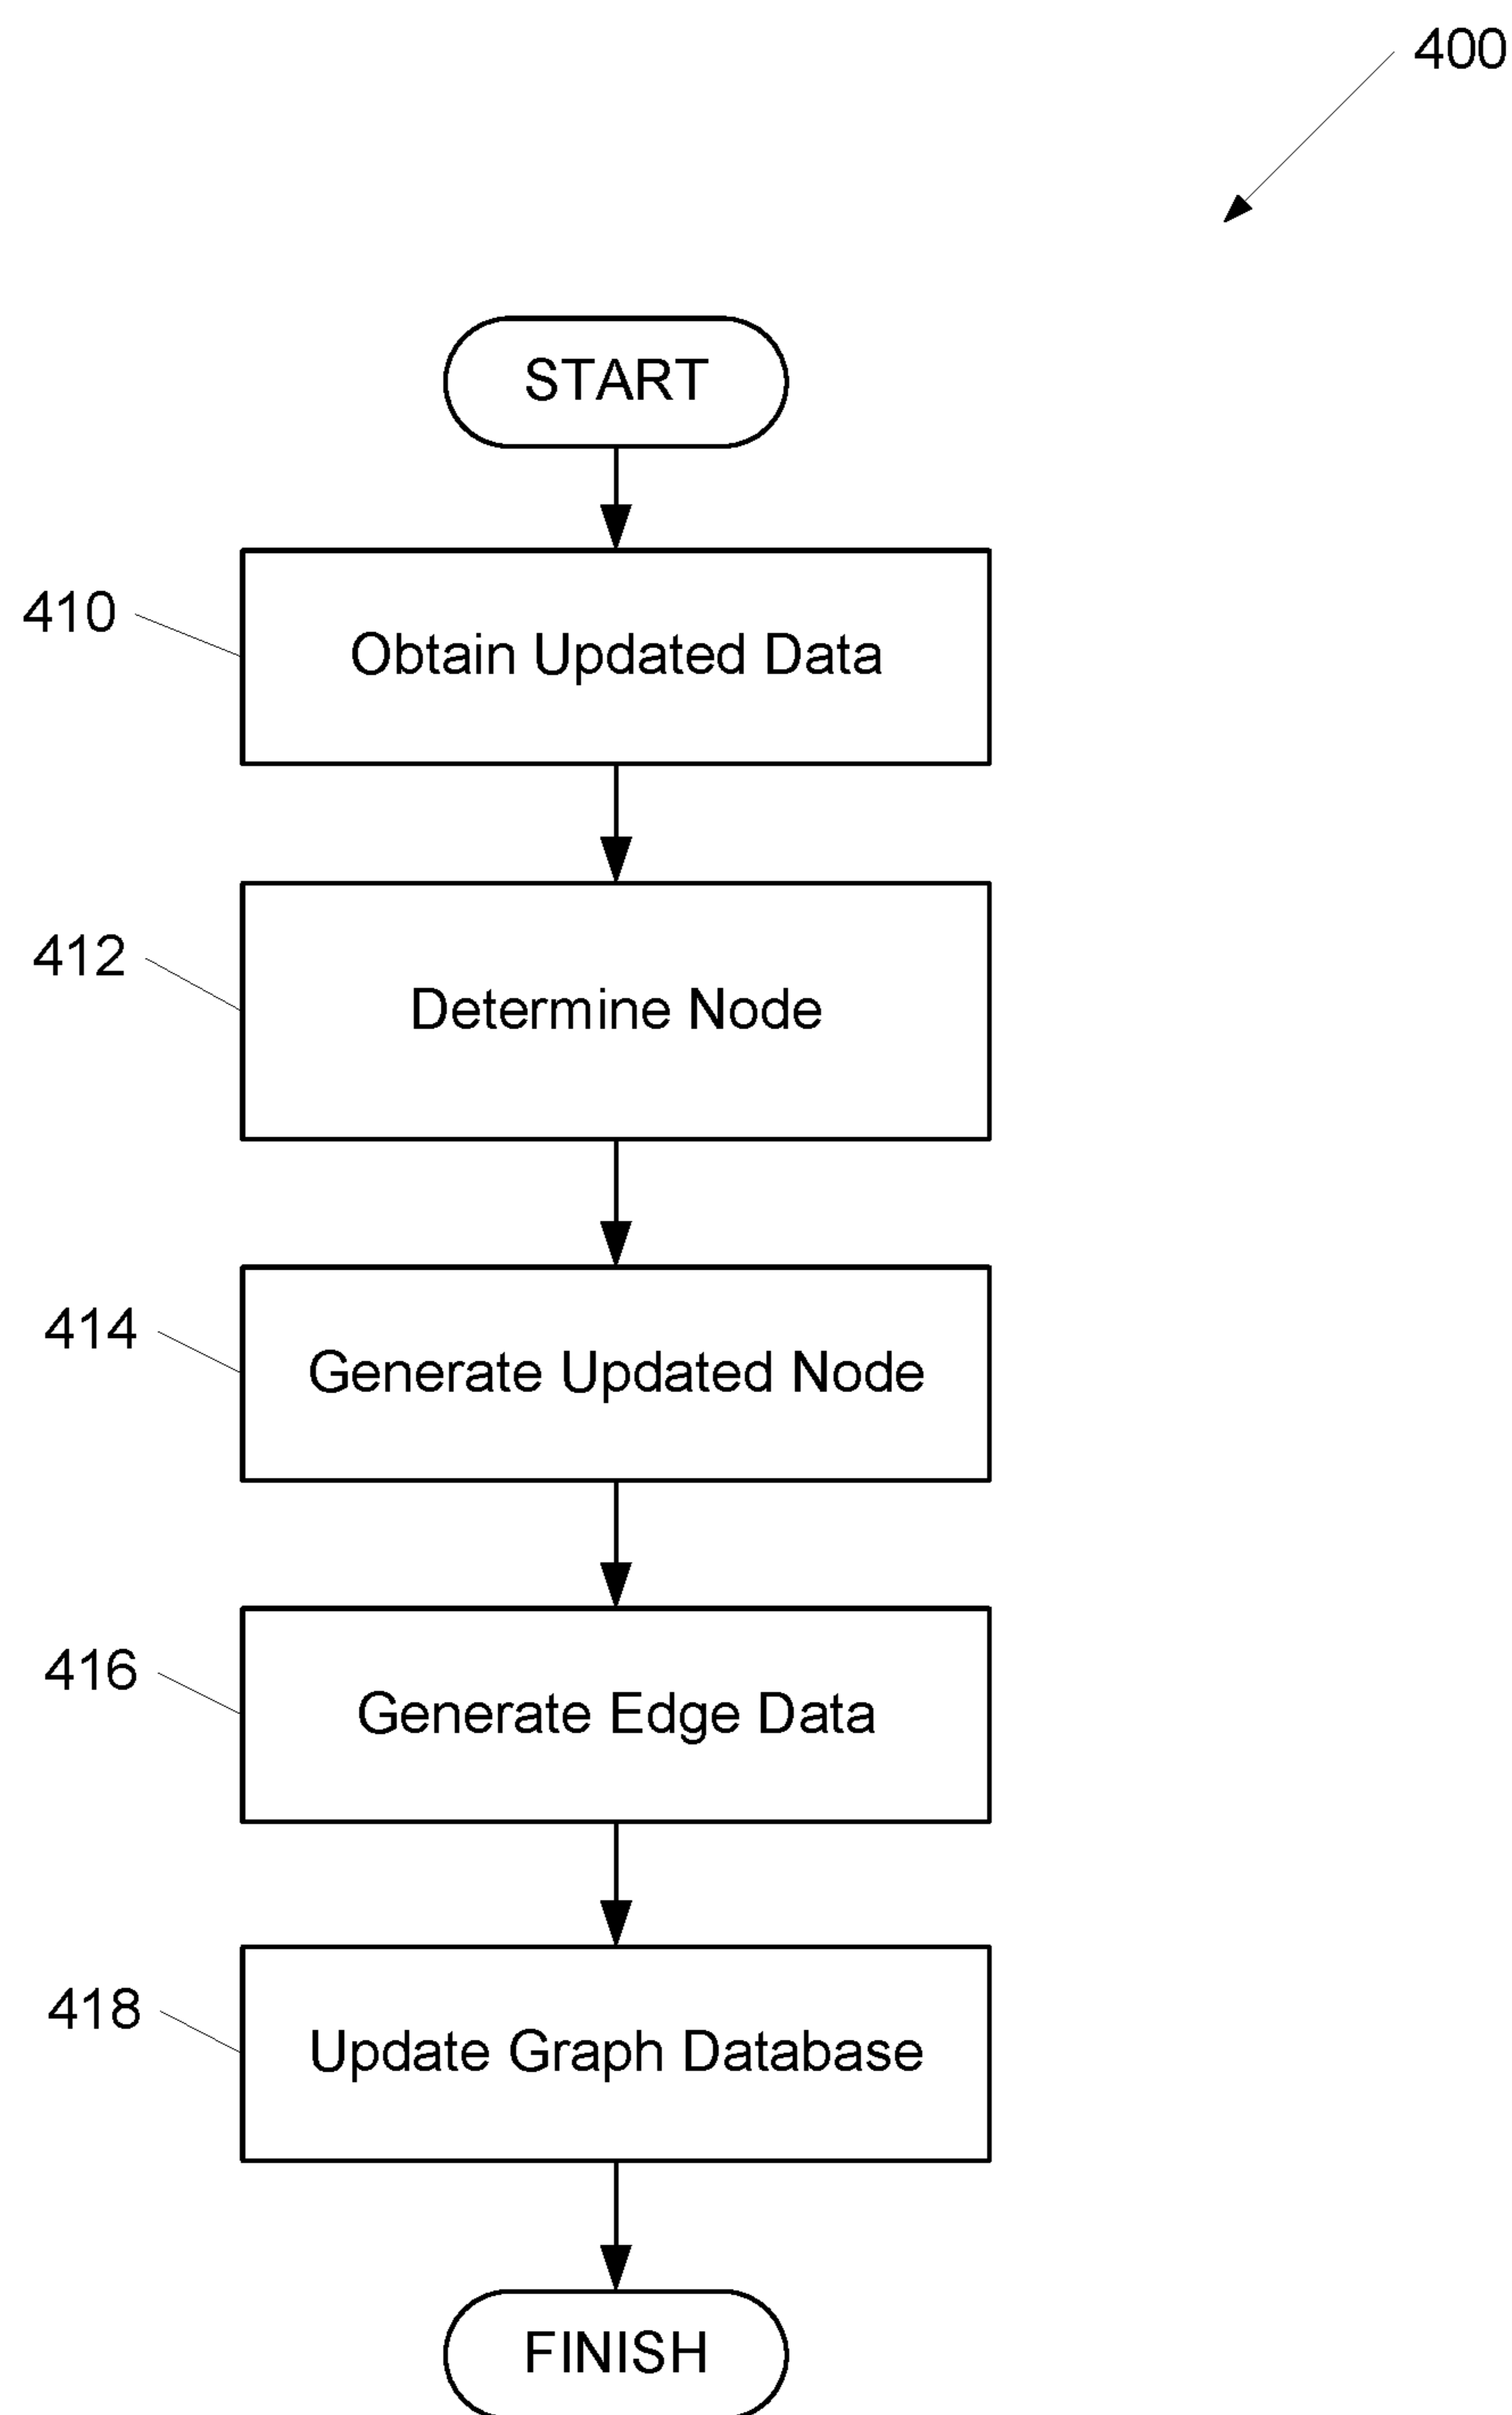 400
START
410
Obtain Updated Data
412
Determine Node
414
Generate Updated Node
416
Generate Edge Data
418
Update Graph Database
FINISH